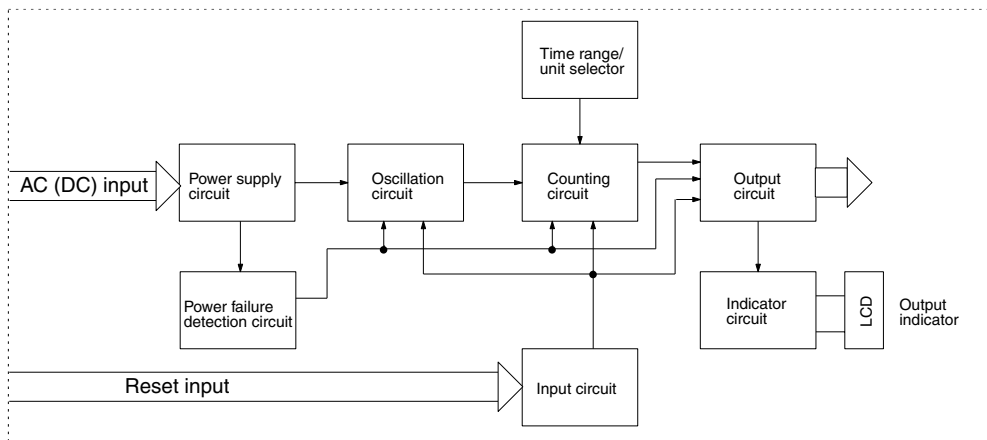 Time range/
unit selector
AC (DC) input
Power supply
circuit
Oscillation
circuit
Counting
circuit
Output
circuit
Power failure
detection circuit
Indicator
circuit
LCD
Output
indicator
Reset input
Input circuit